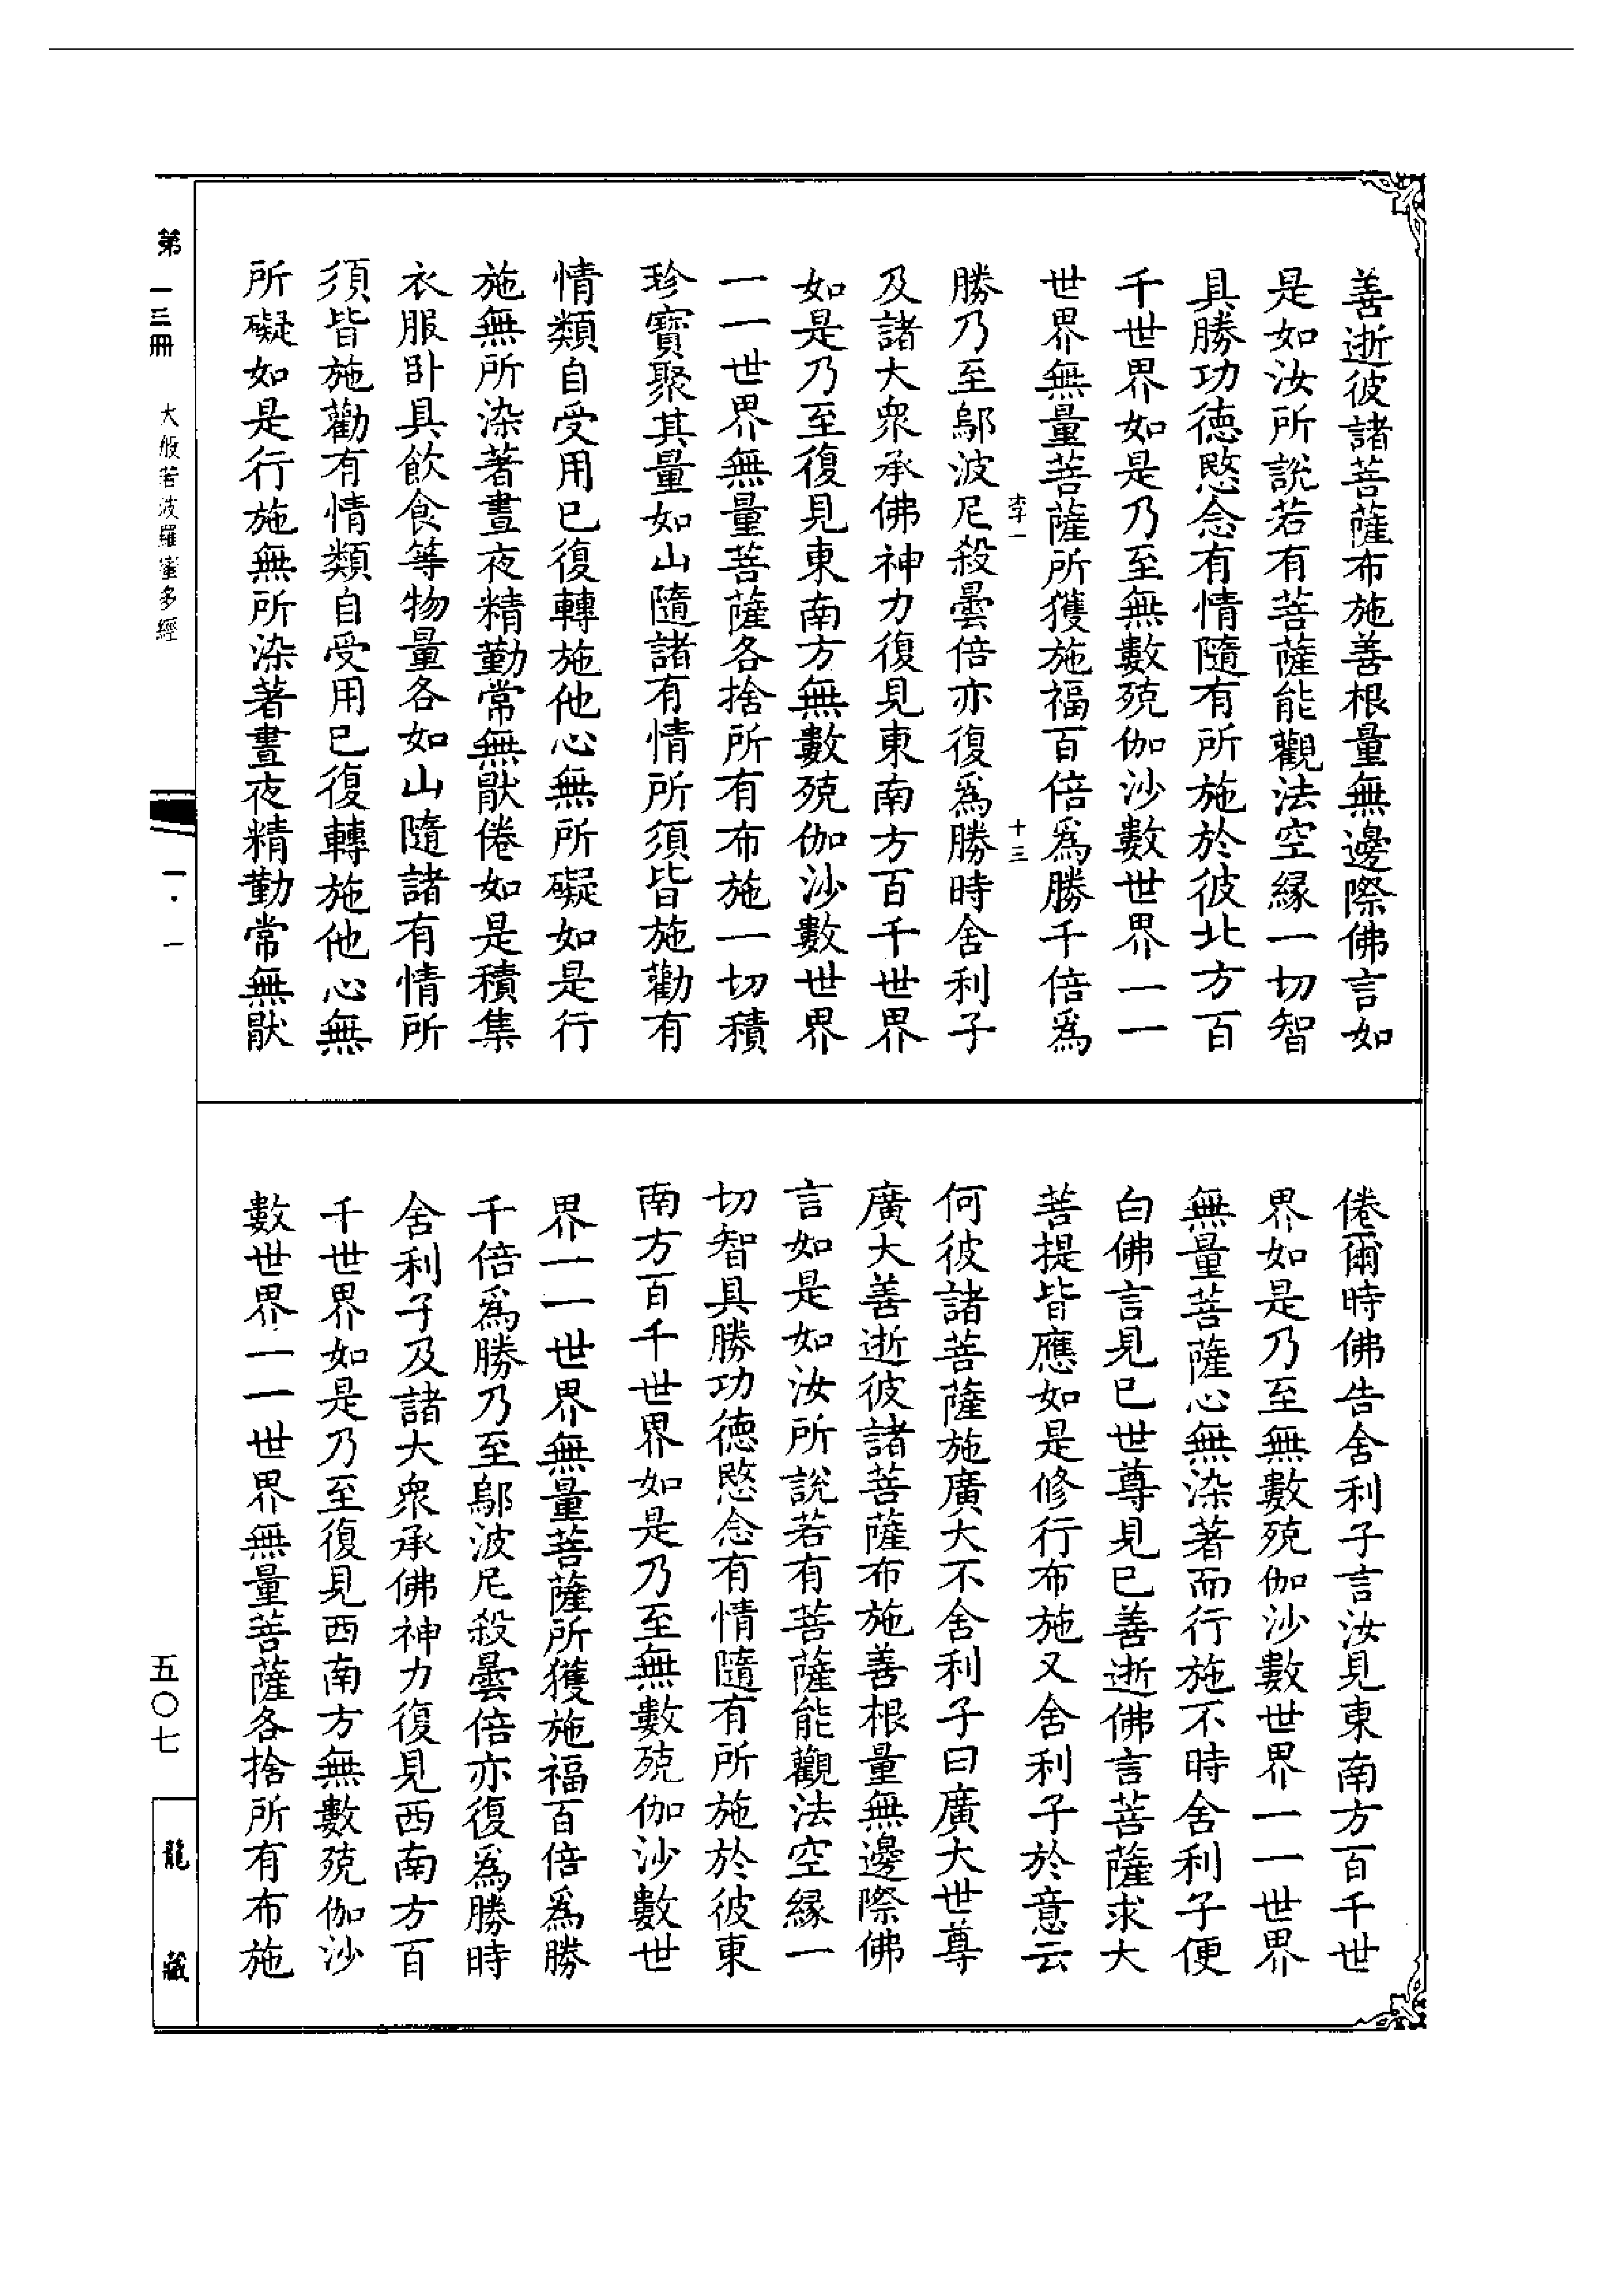 善逝彼諸菩薩布施善根量無邊際佛言如
是如汝所說若有菩薩能觀法空緣一切智
具勝功德愍念有情隨有所施於彼北方百
千世界如是乃至無數殑伽沙數世界一一
世界無量菩薩所獲施福百倍爲勝千倍爲
李一 十三
勝乃至鄔波尼殺曇倍亦復爲勝時舍利子
及諸大衆承佛神力復見東南方百千世界
如是乃至復見東南方無數殑伽沙數世界
一一世界無量菩薩各捨所有布施一切積
珍寶聚其量如山隨諸有情所須皆施勸有
情類自受用已復轉施他心無所礙如是行
施無所染著晝夜精勤常無猒倦如是積集
衣服卧具飲食等物量各如山隨諸有情所
須皆施勸有情類自受用已復轉施他心無
所礙如是行施無所染著晝夜精勤常無猒
倦爾時佛告舍利子言汝見東南方百千世
界如是乃至無數殑伽沙數世界一一世界
無量菩薩心無染著而行施不時舍利子便
白佛言見已世尊見已善逝佛言菩薩求大
菩提皆應如是修行布施又舍利子於意云
何彼諸菩薩施廣大不舍利子曰廣大世尊
廣大善逝彼諸菩薩布施善根量無邊際佛
言如是如汝所說若有菩薩能觀法空緣一
切智具勝功德愍念有情隨有所施於彼東
南方百千世界如是乃至無數殑伽沙數世
界一一世界無量菩薩所獲施福百倍爲勝
千倍爲勝乃至鄔波尼殺曇倍亦復爲勝時
舍利子及諸大衆承佛神力復見西南方百
千世界如是乃至復見西南方無數殑伽沙
數世界一一世界無量菩薩各捨所有布施
第一三冊 大般若波羅蜜多經 一·一 五〇七 龍藏